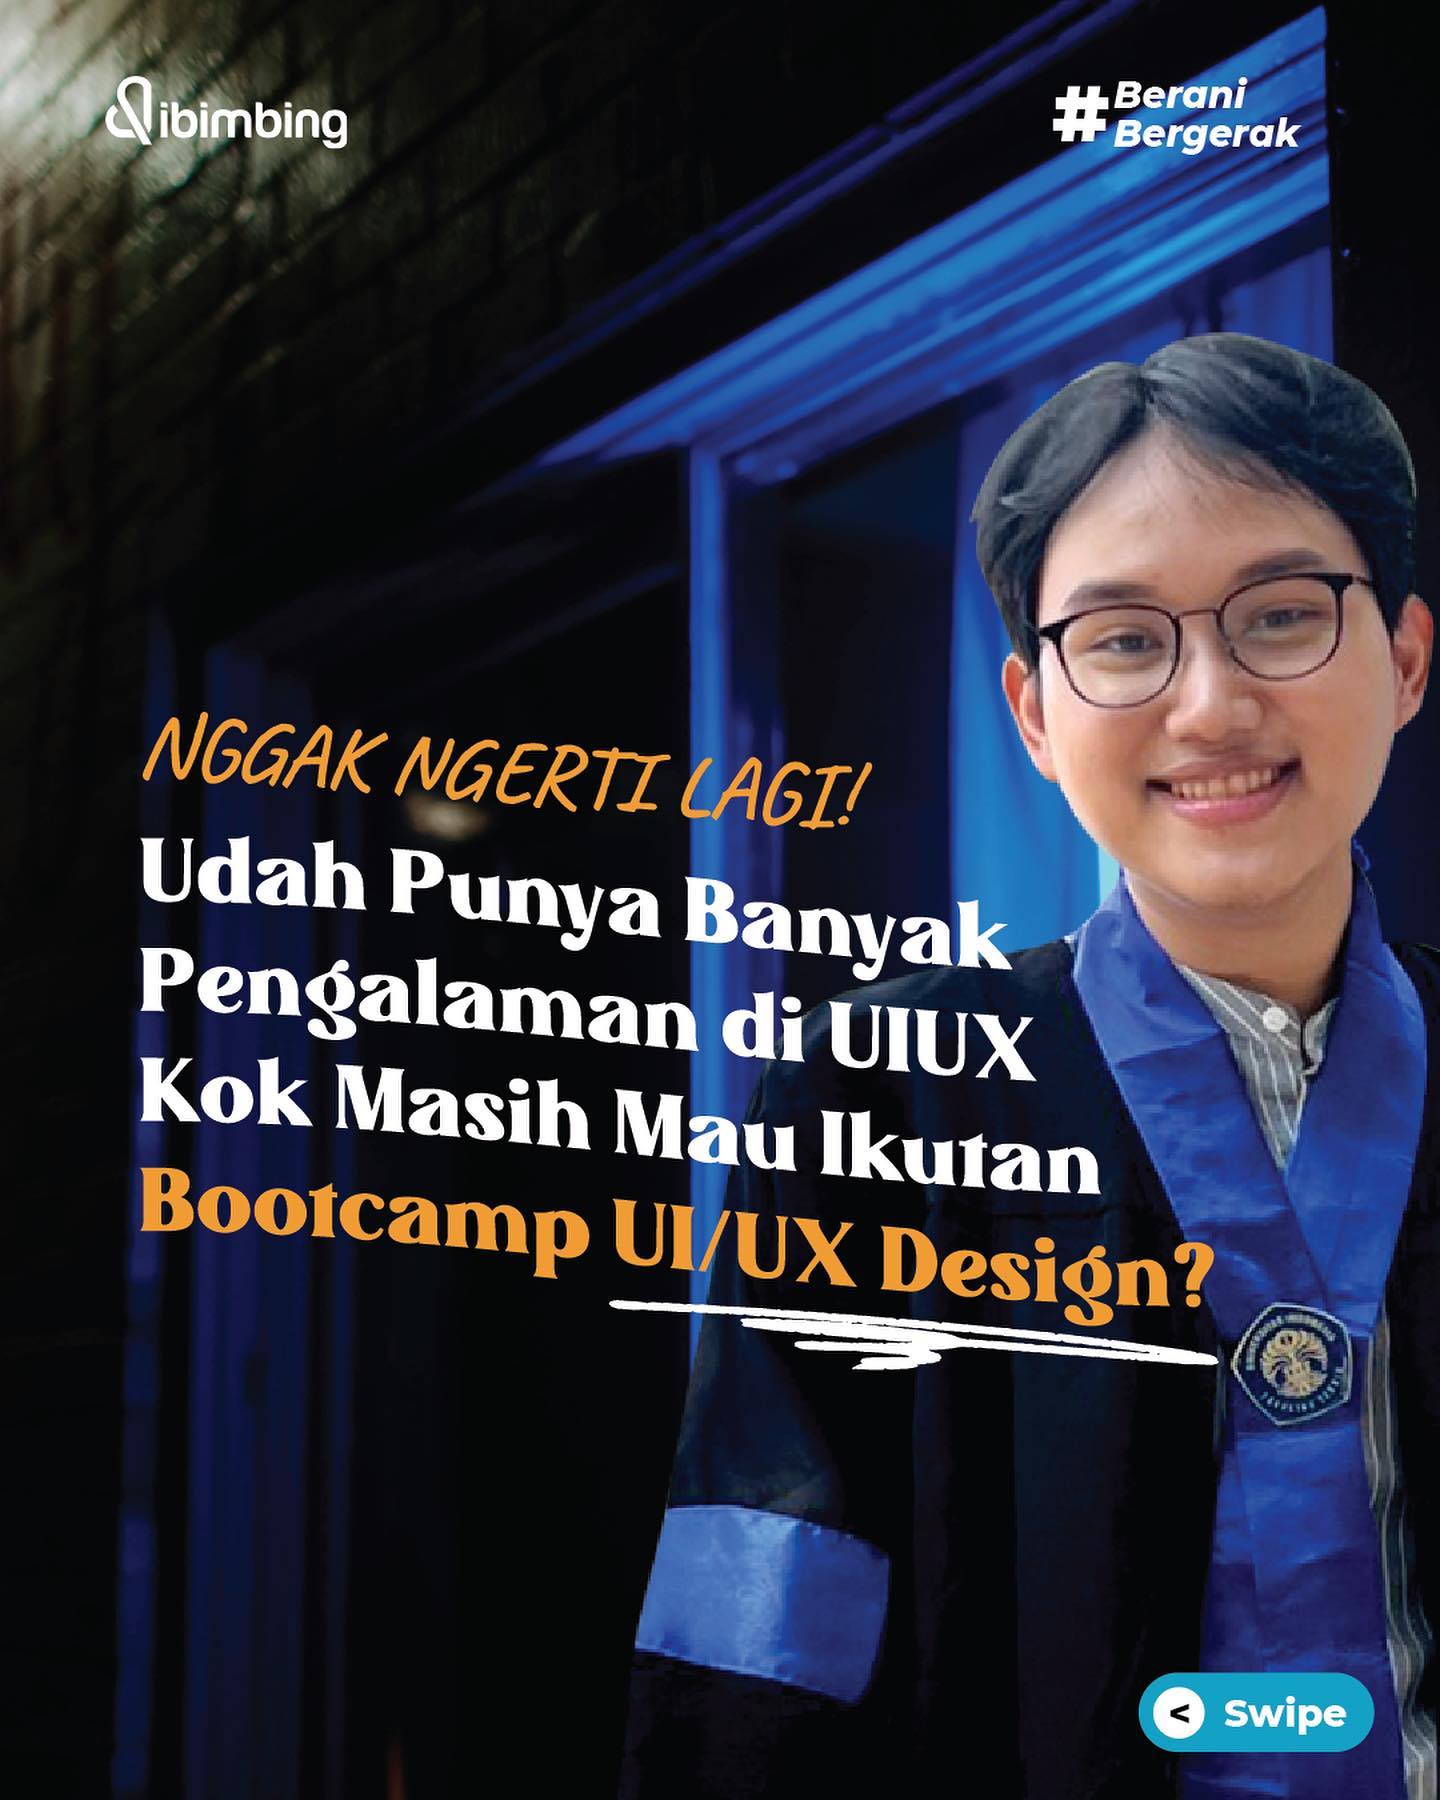 dibimbing
#Berani
Bergerak
NGGAK NGERTI LAGI!
Udah Punya Banyak
Pengalaman di UIUX
Kok Masih Mau Ikutan
Bootcamp UI/UX Design?
< Swipe